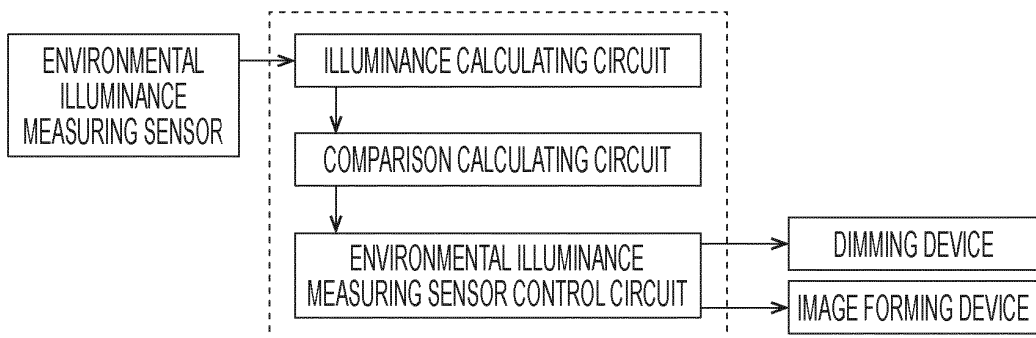 ENVIRONMENTAL
ILLUMINANCE
MEASURING SENSOR
ILLUMINANCE CALCULATING CIRCUIT
COMPARISON CALCULATING CIRCUIT
ENVIRONMENTAL ILLUMINANCE
MEASURING SENSOR CONTROL CIRCUIT
DIMMING DEVICE
IMAGE FORMING DEVICE